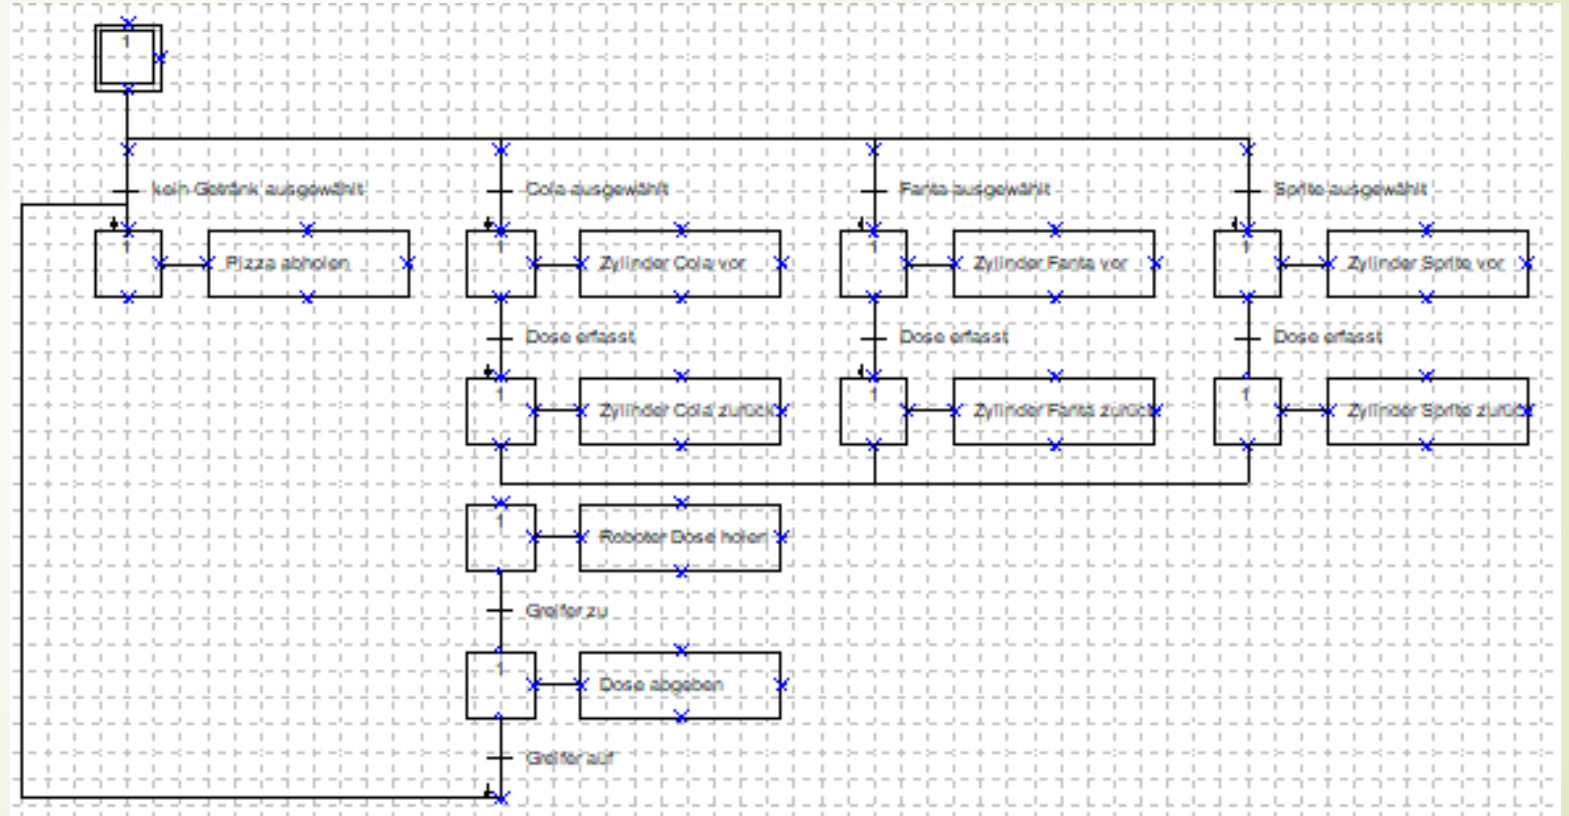 1
kein Getränk ausgewählt
Cola ausgewählt
Fanta ausgewählt
Sprite ausgewählt
1
Pizza abholen
1
Zylinder Cola vor
1
Zylinder Fanta vor
1
Zylinder Sprite vor
Dose erfasst
Dose erfasst
Dose erfasst
1
Zylinder Cola zurück
1
Zylinder Fanta zurück
1
Zylinder Sprite zurück
1
Roboter Dose holen
Greifer zu
1
Dose abgeben
Greifer auf